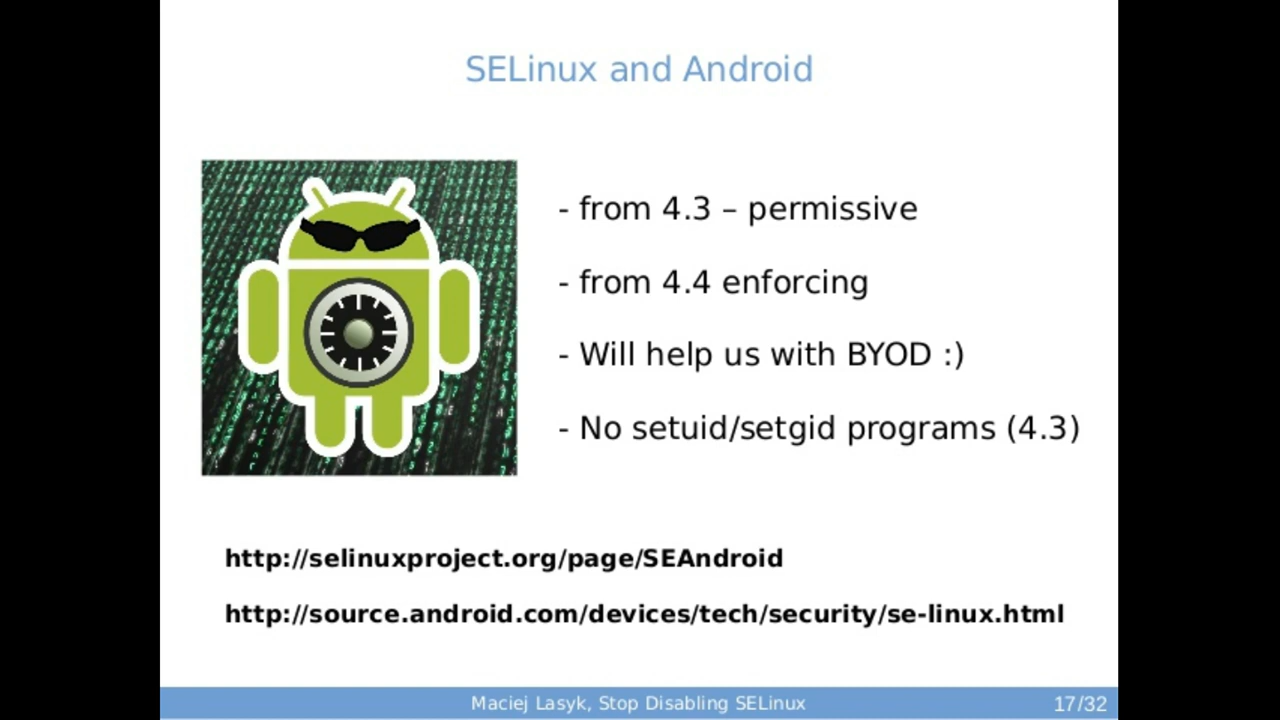 SELinux and Android
- from 4.3 – permissive
- from 4.4 enforcing
- Will help us with BYOD :)
- No setuid/setgid programs (4.3)
http://selinuxproject.org/page/SEAndroid
http://source.android.com/devices/tech/security/se-linux.html
Maciej Lasyk, Stop Disabling SELinux
17/32